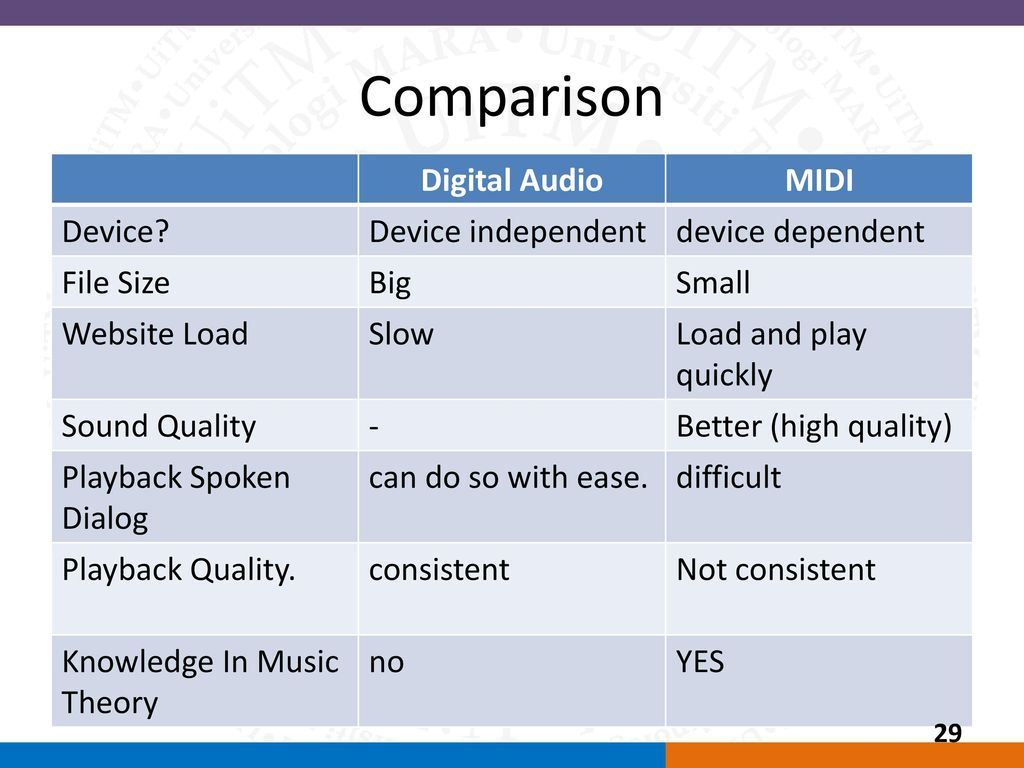 Comparison
Digital Audio MIDI
Device? Device independent device dependent
File Size Big Small
Website Load Slow Load and play
quickly
Sound Quality - Better (high quality)
Playback Spoken can do so with ease. difficult
Dialog
Playback Quality. consistent Not consistent
Knowledge In Music no YES
Theory
29